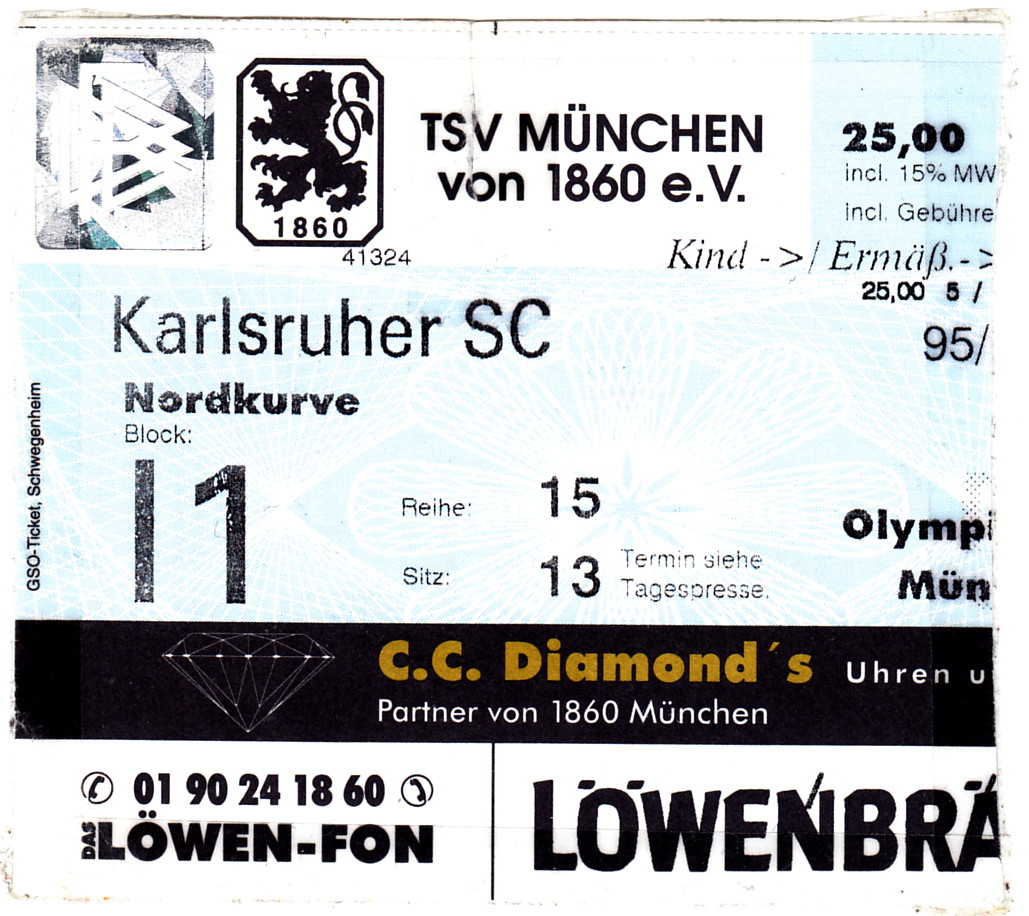 1860
TSV MÜNCHEN
von 1860 e.V.
25,00
incl. 15% MW
incl. Gebühre
41324
Kind ->/ Ermäß.- >
25,00 5 /
Karlsruher SC
95/
Nordkurve
Block:
I 1
Reihe: 15
Sitz: 13
Termin siehe
Tagespresse.
Olympi
Mün
GSO-Ticket, Schwegenheim
C.C. Diamond´s Uhren u
Partner von 1860 München
01 90 24 18 60
DAS LÖWEN-FON
LÖWENBRÄ